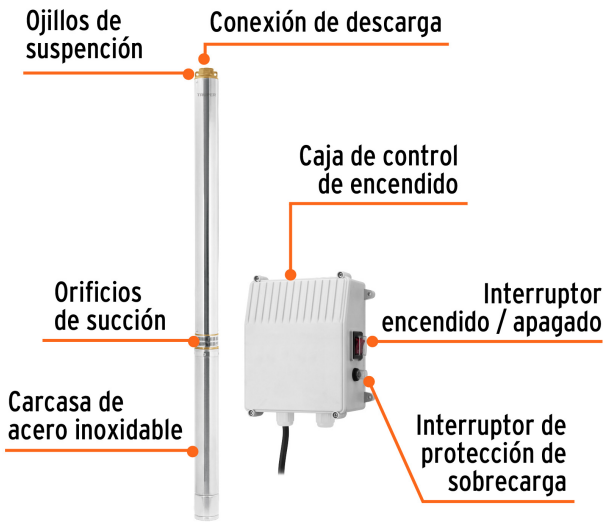 Ojillos de
suspención
Conexión de descarga
Caja de control
de encendido
Orificios
de succión
Interruptor
encendido / apagado
Carcasa de
acero inoxidable
Interruptor de
protección de
sobrecarga